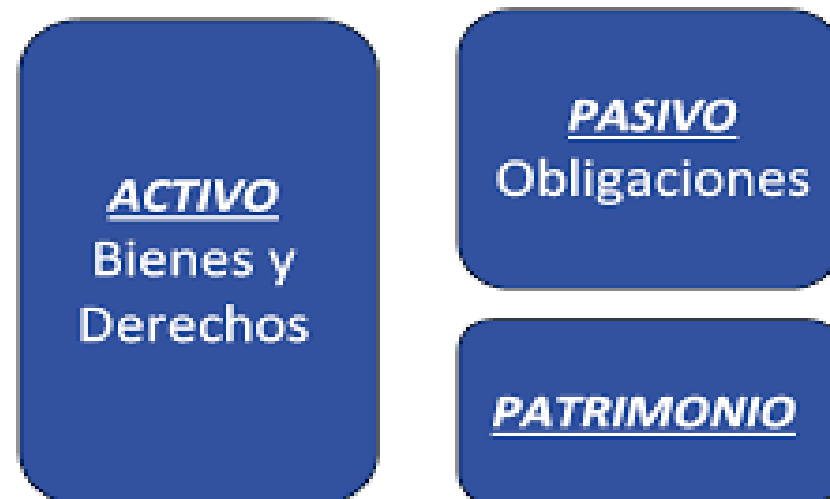 ACTIVO
Bienes y
Derechos
PASIVO
Obligaciones
PATRIMONIO